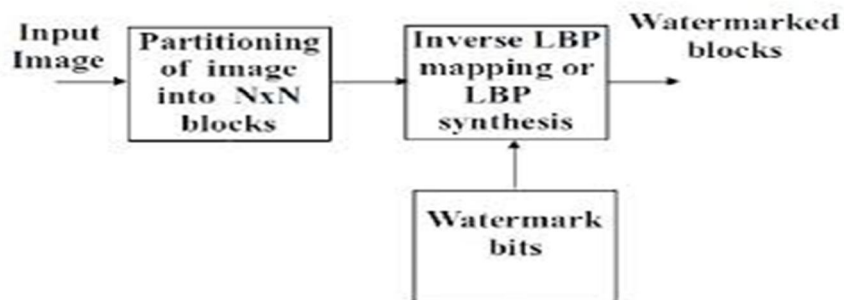 Input
Image
Partitioning
of image
into NxN
blocks
Inverse LBP
mapping or
LBP
synthesis
Watermarked
blocks
Watermark
bits